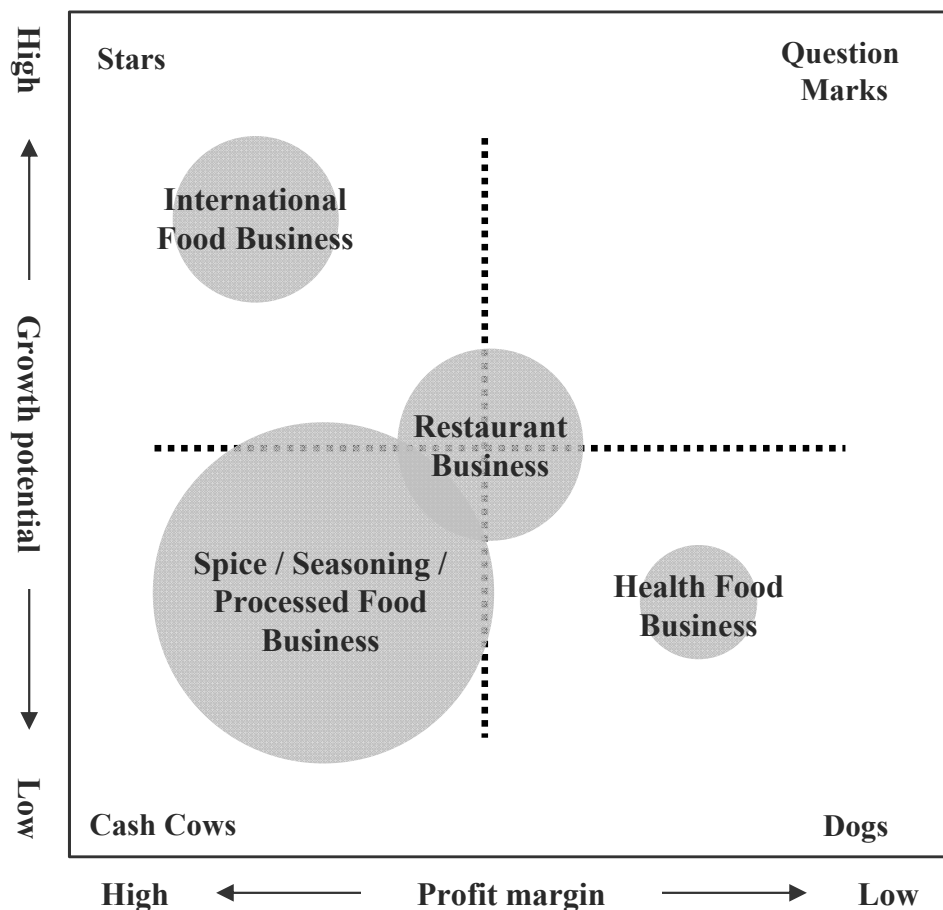 High
Growth potential
Low
Stars
Question
Marks
International
Food Business
Restaurant
Business
Spice / Seasoning /
Processed Food
Business
Health Food
Business
Cash Cows
Dogs
High
Profit margin
Low